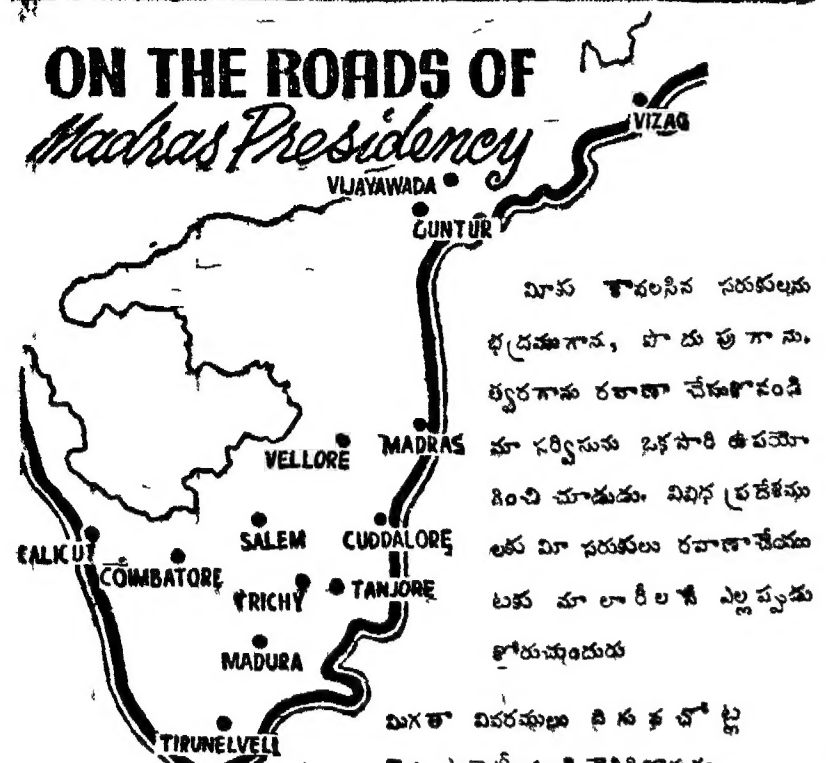 ON THE ROADS OF
Madras Presidency
VIZAG
VIJAYAWADA
GUNTUR
మీకు కావలసిన సరుకులను
భద్రముగాన, పొదుపుగాను.
త్వరగాను రవాణా చేసుకొనండి
MADRAS
VELLORE
మా సర్వీసును ఒకసారి ఉపయో
గించి చూడుడు. వివిధ ప్రదేశము
SALEM
CUDDALORE
లకు మీ సరుకులు రవాణాచేయు
CALICUT
COIMBATORE
TRICHY
TANJORE
టకు మా లారీలనే ఎల్లప్పుడు
కోరుచుందురు
MADURA
మిగతా వివరములు దిగువ చోట్ల
TIRUNELVELI